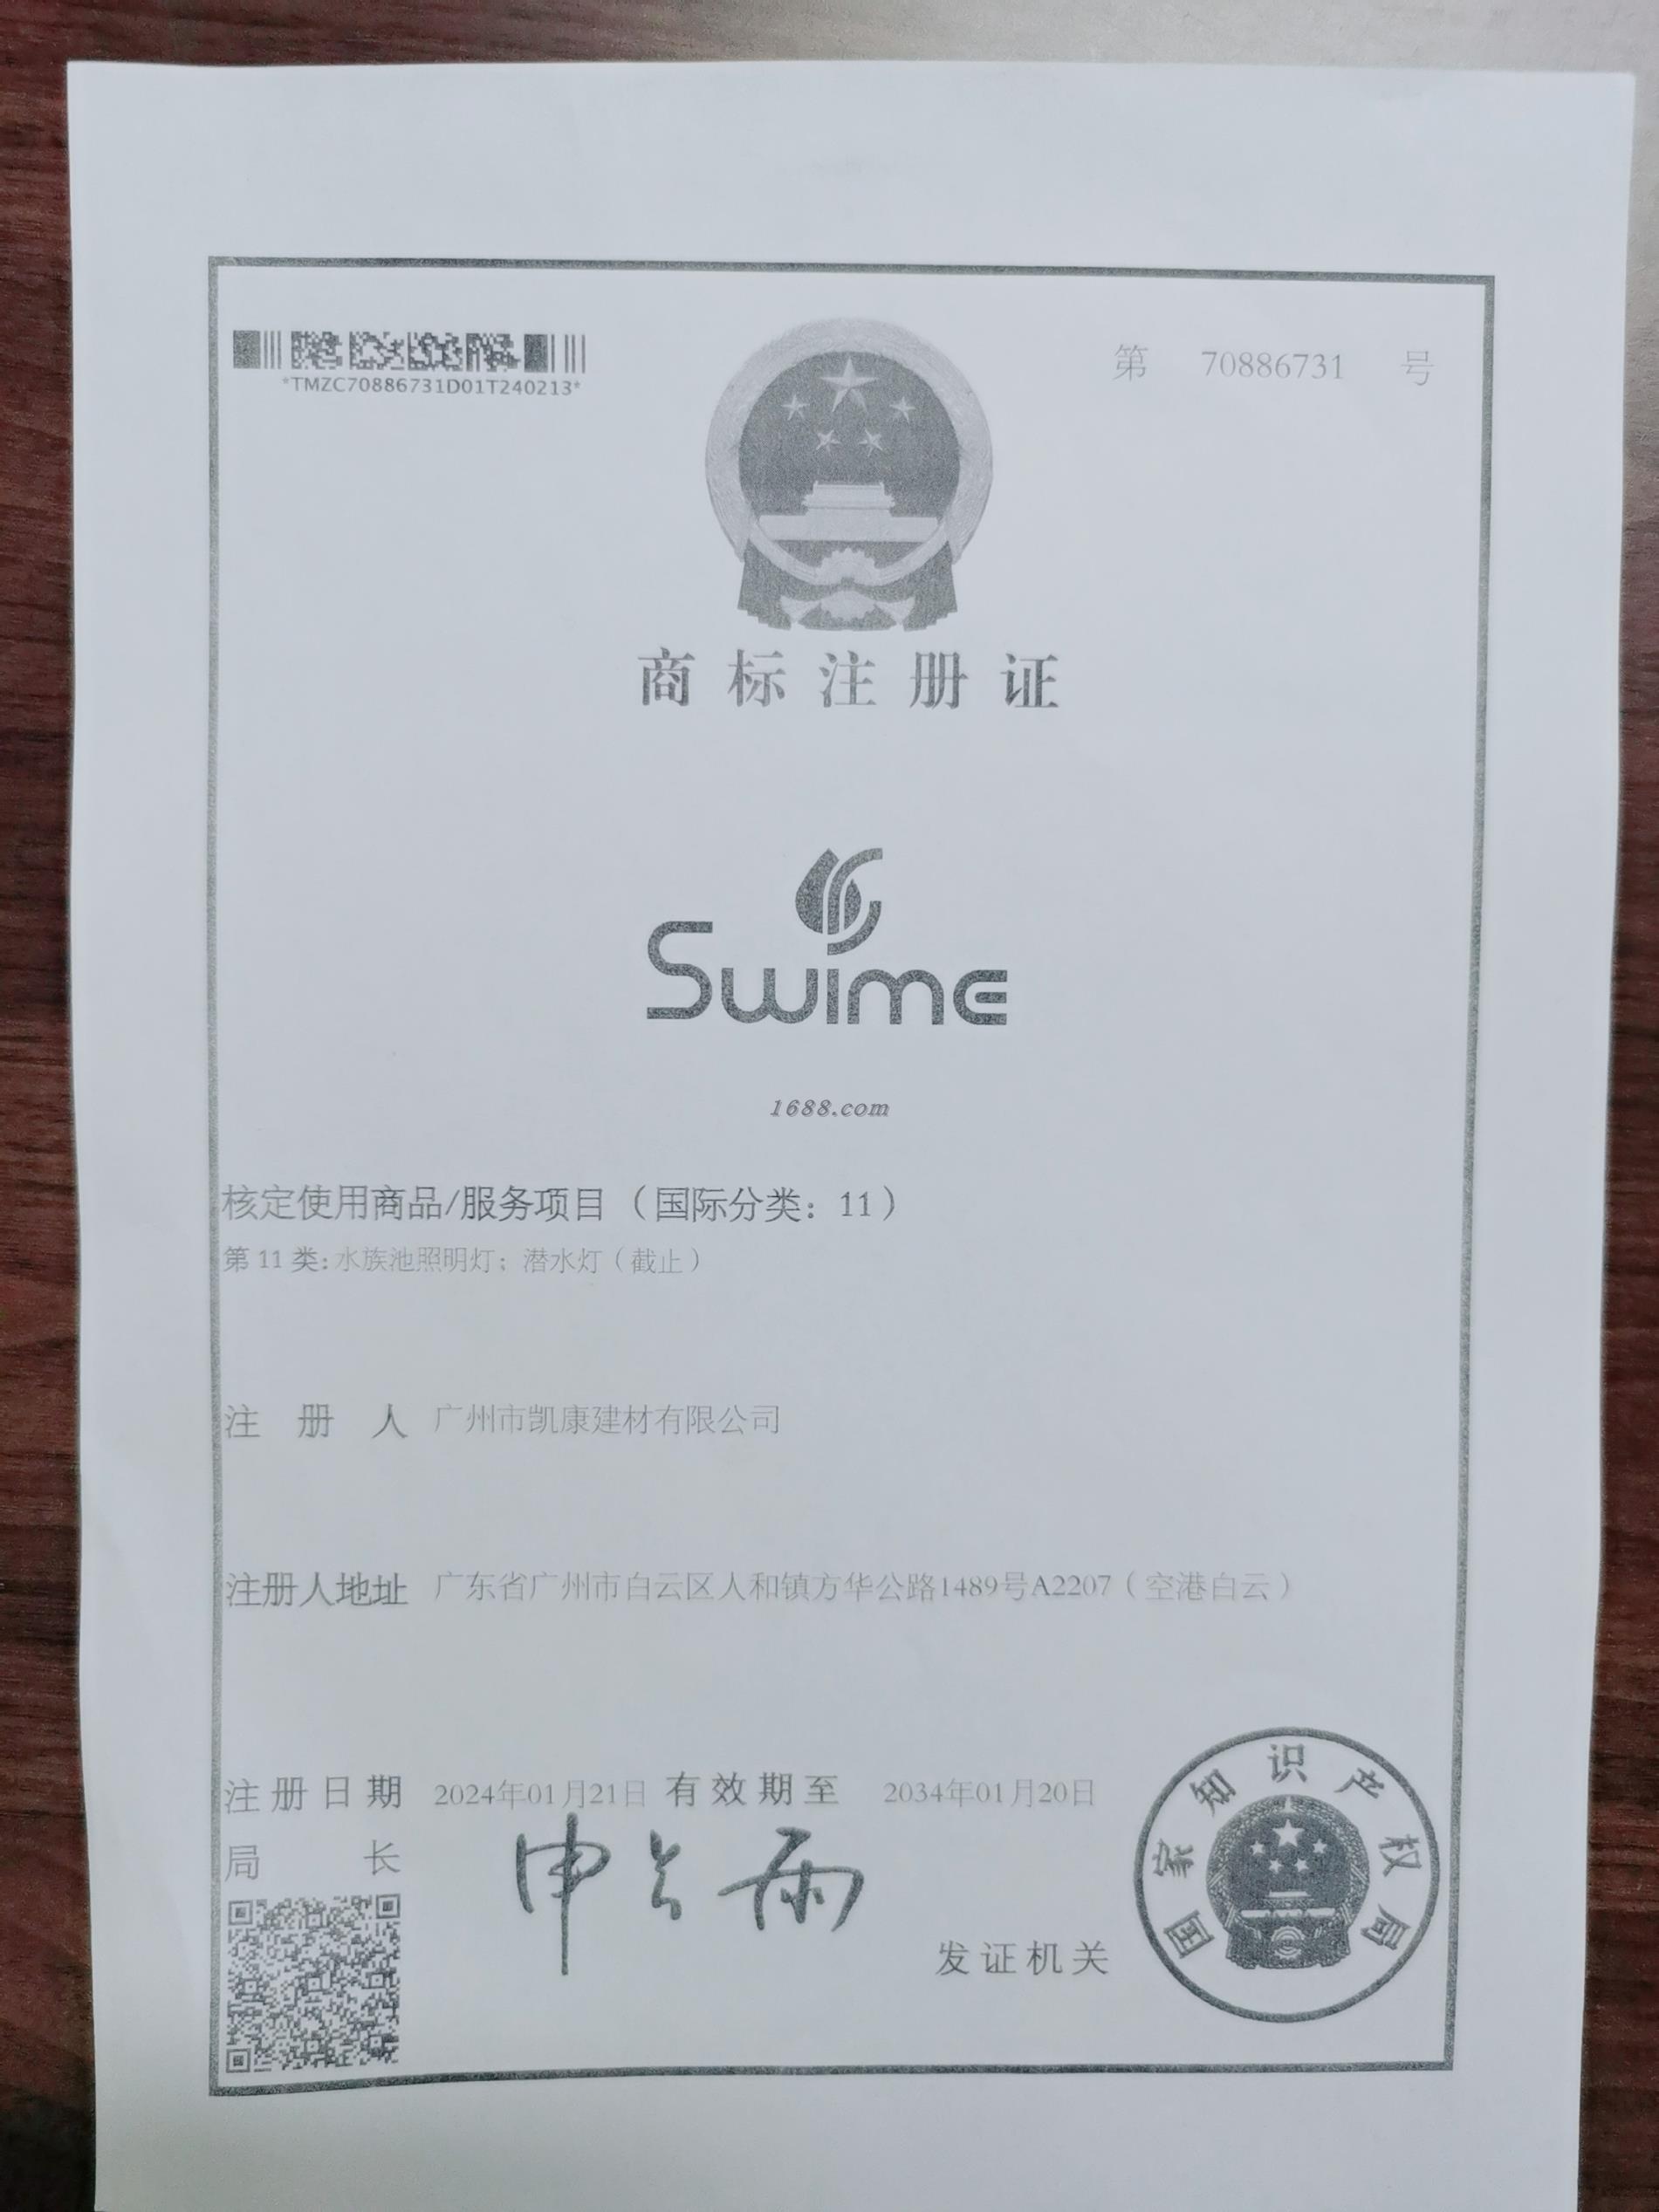 *TMZC70886731D01T240213*
第 70886731 号
商标注册证
Swime
1688.com
核定使用商品/服务项目（国际分类：11）
第 11 类：水族池照明灯；潜水灯（截止）
注 册 人 广州市凯康建材有限公司
注册人地址 广东省广州市白云区人和镇方华公路1489号A2207（空港白云）
注册日期 2024年01月21日 有效期至 2034年01月20日
局 长 申长雨
发证机关
国家知识产权局